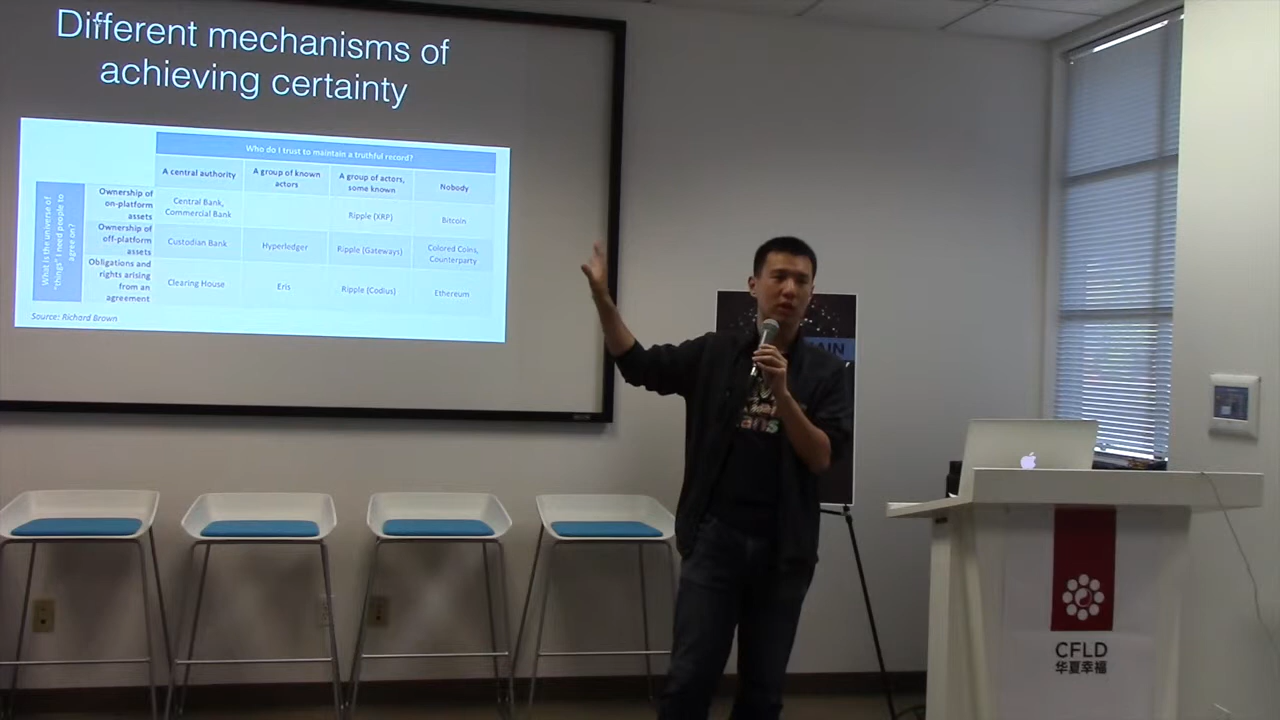 Different mechanisms of
achieving certainty
Who do I trust to maintain a truthful record?
A central authority
A group of known
actors
A group of actors,
some known
Nobody
What is the universe of
"things" I need people to
agree on?
Ownership of
on-platform
assets
Central Bank,
Commercial Bank
Ripple (XRP)
Bitcoin
Ownership of
off-platform
assets
Custodian Bank
Hyperledger
Ripple (Gateways)
Colored Coins,
Counterparty
Obligations and
rights arising
from an
agreement
Clearing House
Eris
Ripple (Codius)
Ethereum
Source: Richard Brown
CFLD
华夏幸福